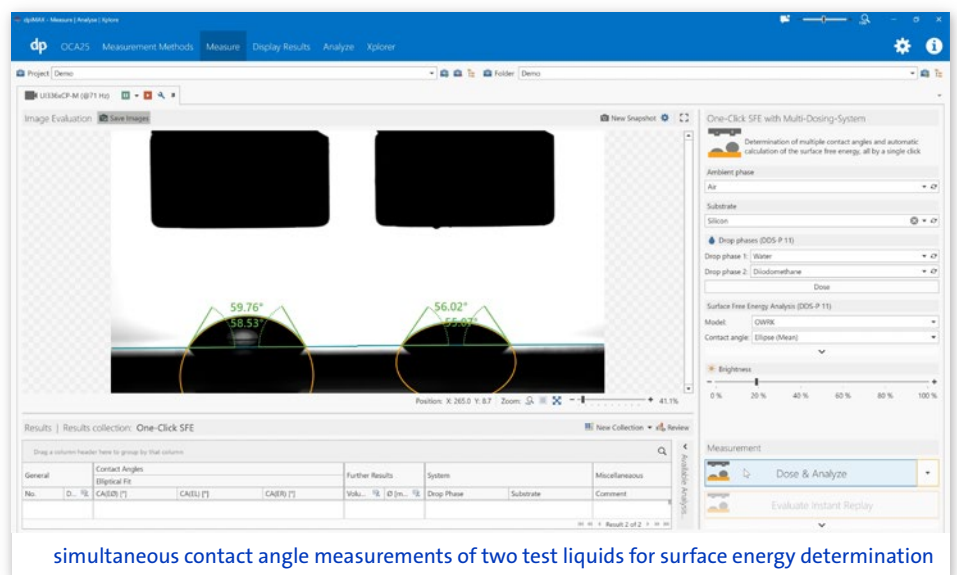 dpiMAX - Measure | Analyse | Xplore
dp OCA25 Measurement Methods Measure Display Results Analyze Xplorer
Project Demo Folder Demo
UI336xCP-M (@71 Hz)
Image Evaluation Save Images New Snapshot
One-Click SFE with Multi-Dosing-System
Determination of multiple contact angles and automatic
calculation of the surface free energy, all by a single click
Ambient phase
Air
Substrate
Silicon
Drop phases (DDS-P 11)
Drop phase 1: Water
Drop phase 2: Diiodomethane
Dose
Surface Free Energy Analysis (DDS-P 11)
Model: OWRK
Contact angle: Ellipse (Mean)
Brightness
0 % 20 % 40 % 60 % 80 % 100 %
59.76° 56.02°
58.53° 55.07°
Position: X: 265.0 Y: 8.7 Zoom: 41.1%
Results | Results collection: One-Click SFE New Collection Review
Drag a column header here to group by that column
General Contact Angles Further Results System Miscellaneous
Elliptical Fit
No. D... CA(EØ) [°] CA(EL) [°] CA(ER) [°] Volu... Ø [m... Drop Phase Substrate Comment
Available Analysis...
Result 2 of 2
Measurement
Dose & Analyze
Evaluate Instant Replay
simultaneous contact angle measurements of two test liquids for surface energy determination